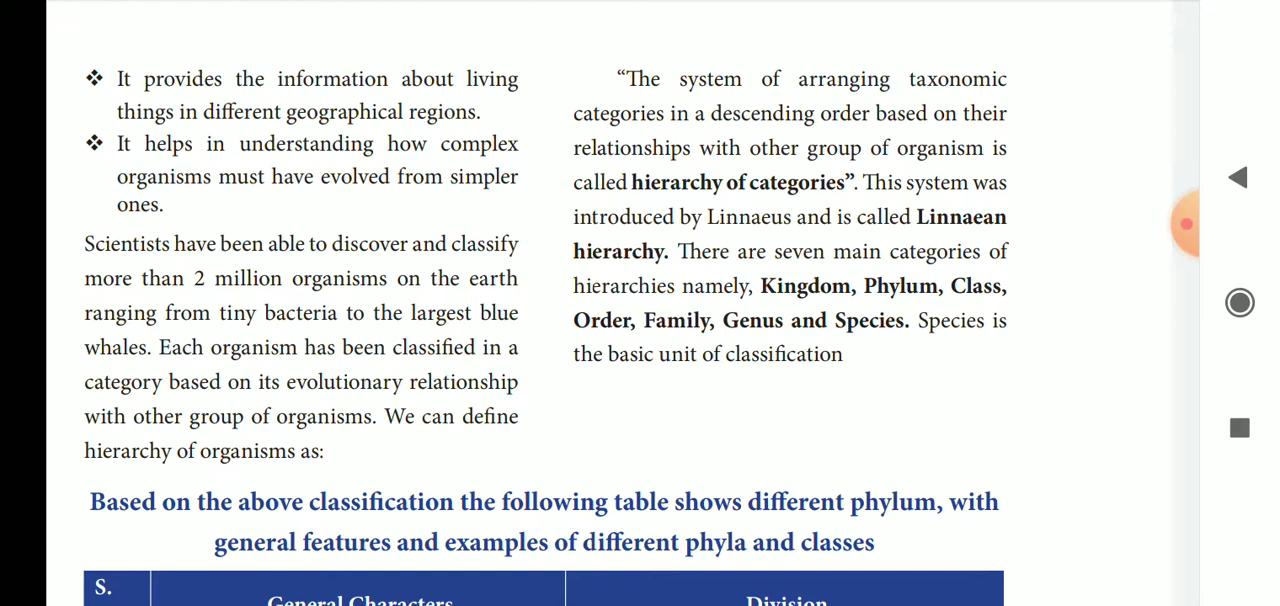 ❖ It provides the information about living
things in different geographical regions.
❖ It helps in understanding how complex
organisms must have evolved from simpler
ones.
Scientists have been able to discover and classify
more than 2 million organisms on the earth
ranging from tiny bacteria to the largest blue
whales. Each organism has been classified in a
category based on its evolutionary relationship
with other group of organisms. We can define
hierarchy of organisms as:
“The system of arranging taxonomic
categories in a descending order based on their
relationships with other group of organism is
called hierarchy of categories”. This system was
introduced by Linnaeus and is called Linnaean
hierarchy. There are seven main categories of
hierarchies namely, Kingdom, Phylum, Class,
Order, Family, Genus and Species. Species is
the basic unit of classification
Based on the above classification the following table shows different phylum, with
general features and examples of different phyla and classes
S.
General Characters
Division